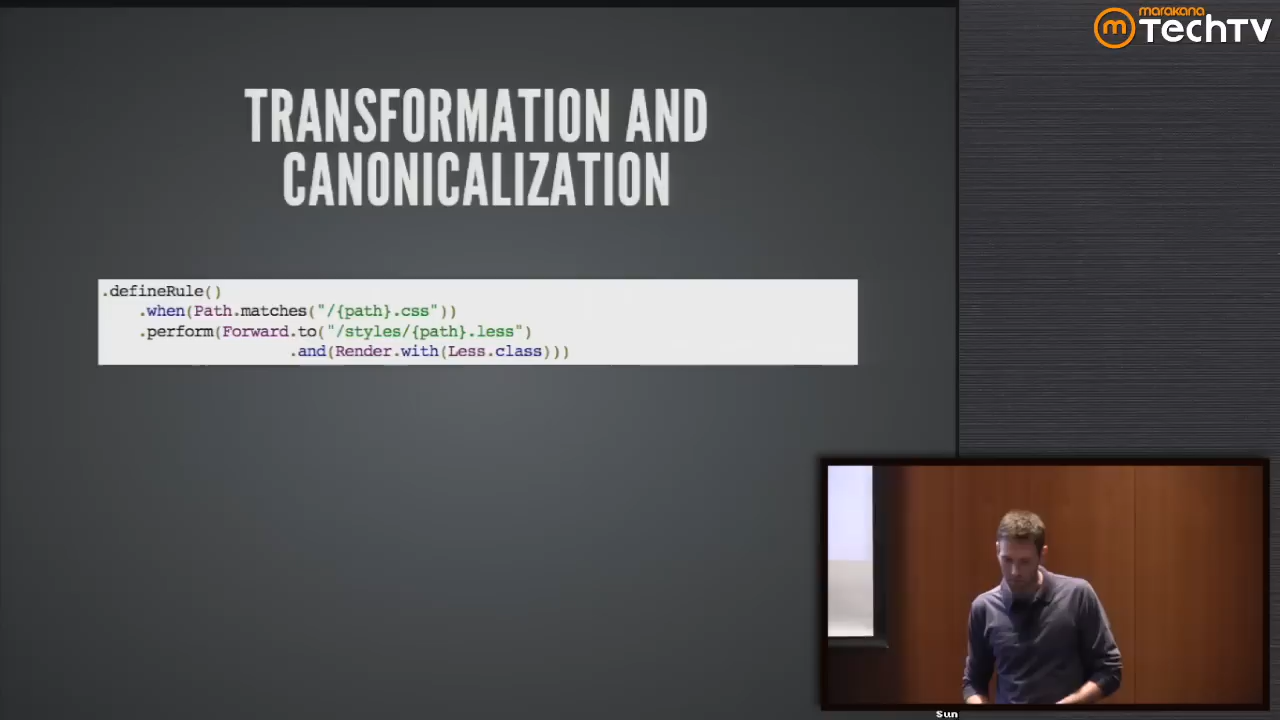 marakana
TechTV
TRANSFORMATION AND
CANONICALIZATION
.defineRule()
.when(Path.matches("/{path}.css"))
.perform(Forward.to("/styles/{path}.less")
.and(Render.with(Less.class)))
Sun